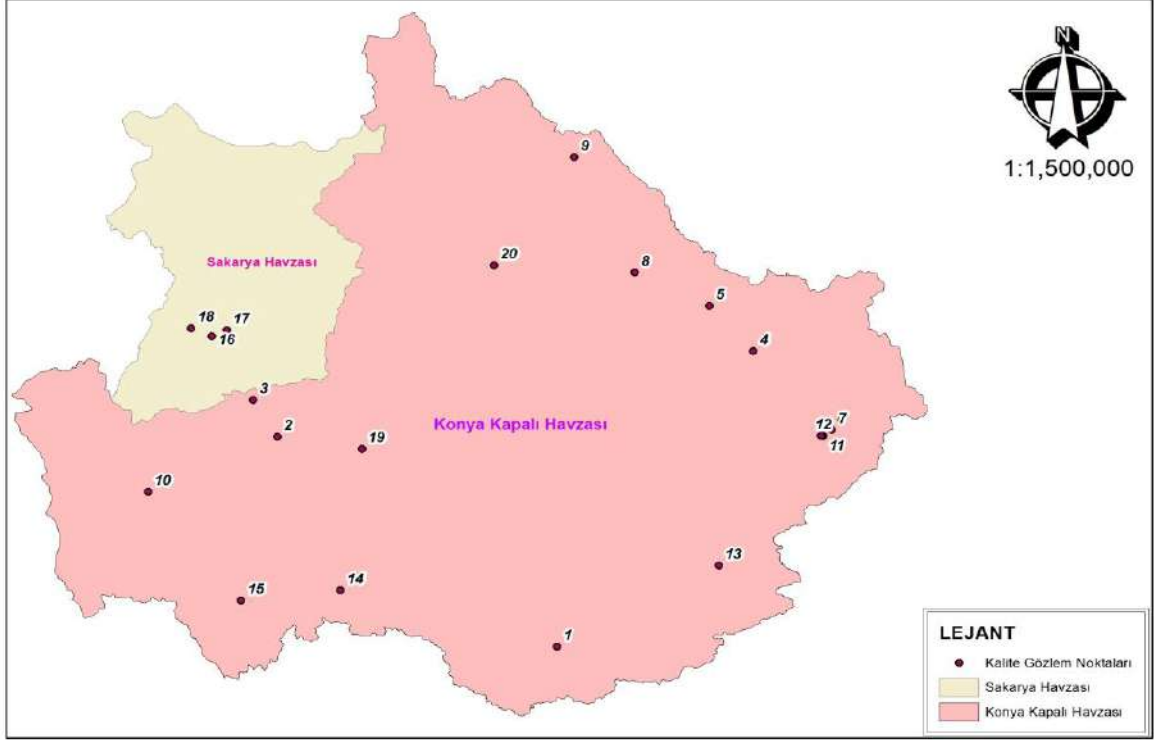 N
1:1,500,000
9
Sakarya Havzası
20
8
5
18
17
16
4
3
Konya Kapalı Havzası
2
19
12
7
11
10
13
14
15
1
LEJANT
Kalite Gözlem Noktaları
Sakarya Havzası
Konya Kapalı Havzası